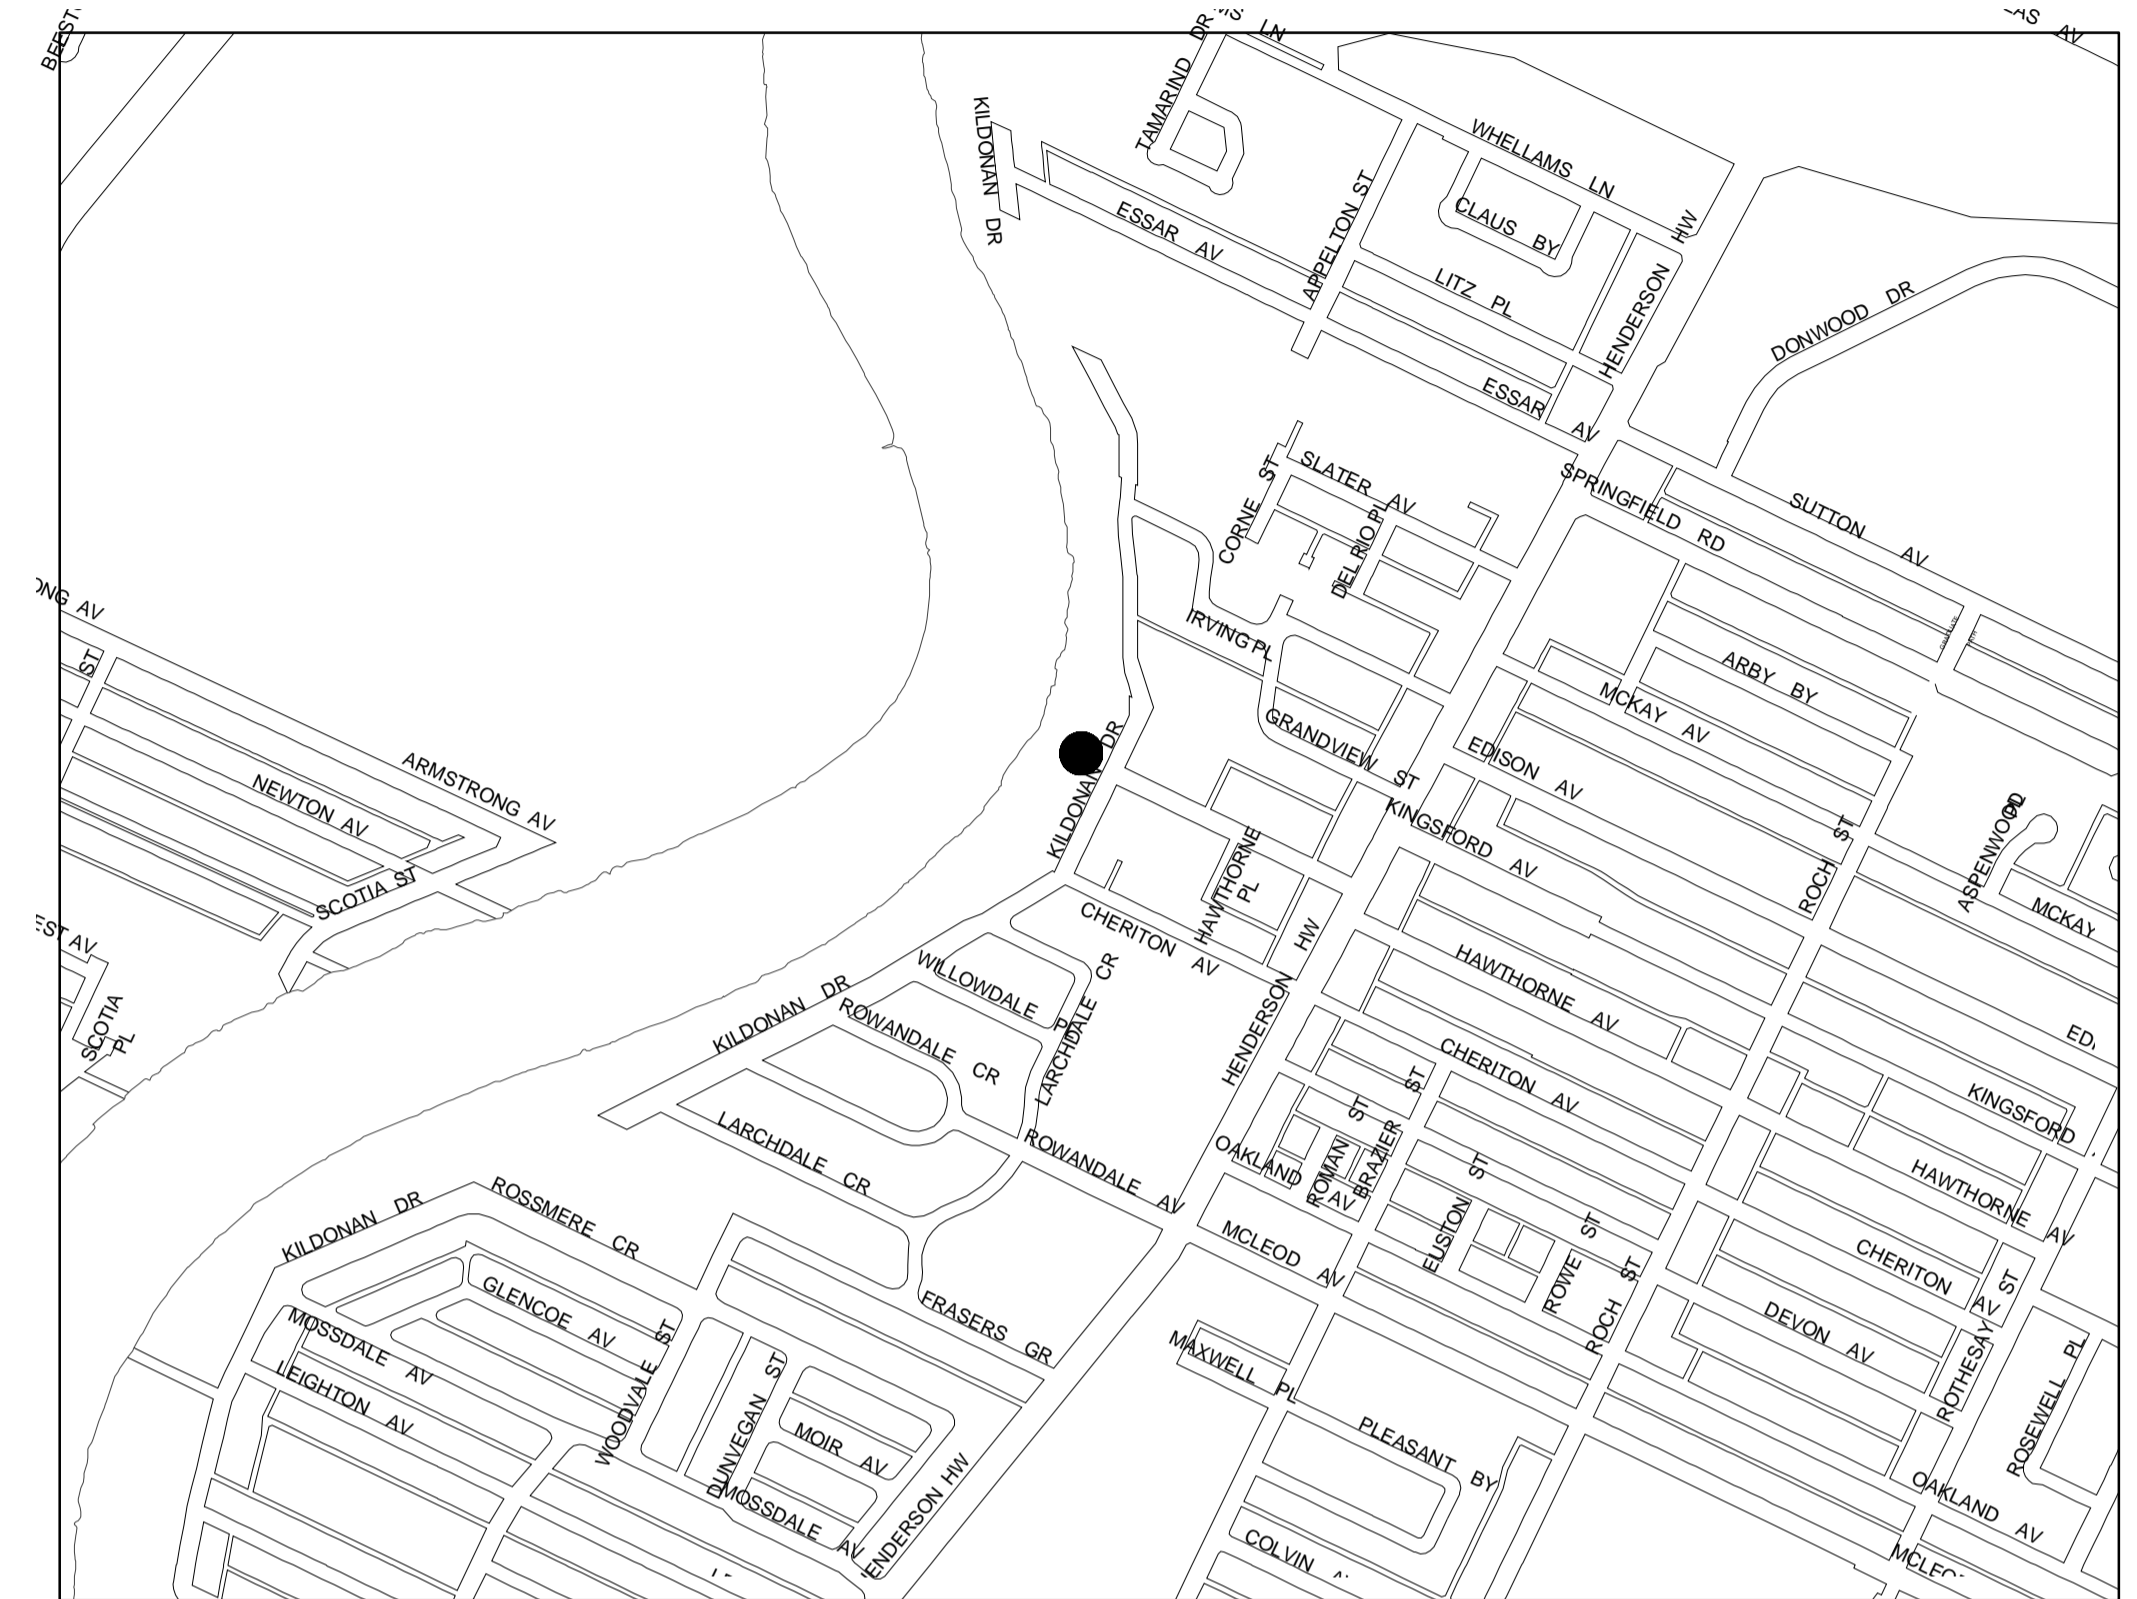 LN
AV
TAMARIND DR
KILDONAN DR
WHELLAMS LN
ESSAR AV
APPELTON ST
CLAUS BY
HENDERSON HW
LITZ PL
DONWOOD DR
ESSAR AV
SLATER AV
CORNE ST
DEL RIO PL
SPRINGFIELD RD
SUTTON AV
AV
ST
IRVING PL
ARBY BY
MCKAY AV
GRANDVIEW ST
EDISON AV
KILDONAN DR
ARMSTRONG AV
NEWTON AV
SCOTIA ST
KINGSFORD AV
HAWTHORNE PL
ROCH ST
ASPENWOOD PL
MCKAY
AV
CHERITON AV
HENDERSON HW
HAWTHORNE AV
SCOTIA PL
WILLOWDALE PL
LARCHDALE CR
KILDONAN DR
ROWANDALE CR
CHERITON AV
KINGSFORD
LARCHDALE CR
ROWANDALE AV
OAKLAND AV
ROMAN ST
BRAZIER ST
HAWTHORNE AV
EUSTON ST
ROWE ST
ROCH ST
MCLEOD AV
CHERITON AV
KILDONAN DR
ROSSMERE CR
GLENCOE AV
MOSSDALE AV
LEIGHTON AV
WOODVALE ST
FRASERS GR
DEVON AV
ROTHESAY ST
ROSEWELL PL
MAXWELL PL
DUNVEGAN ST
MOIR AV
MOSSDALE AV
HENDERSON HW
PLEASANT BY
OAKLAND AV
COLVIN